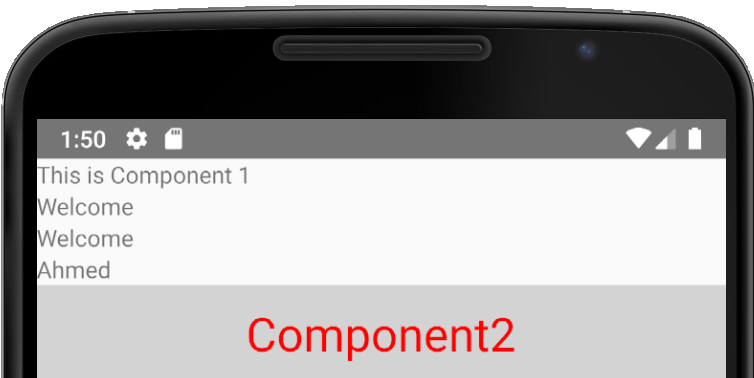 1:50
This is Component 1
Welcome
Welcome
Ahmed
Component2